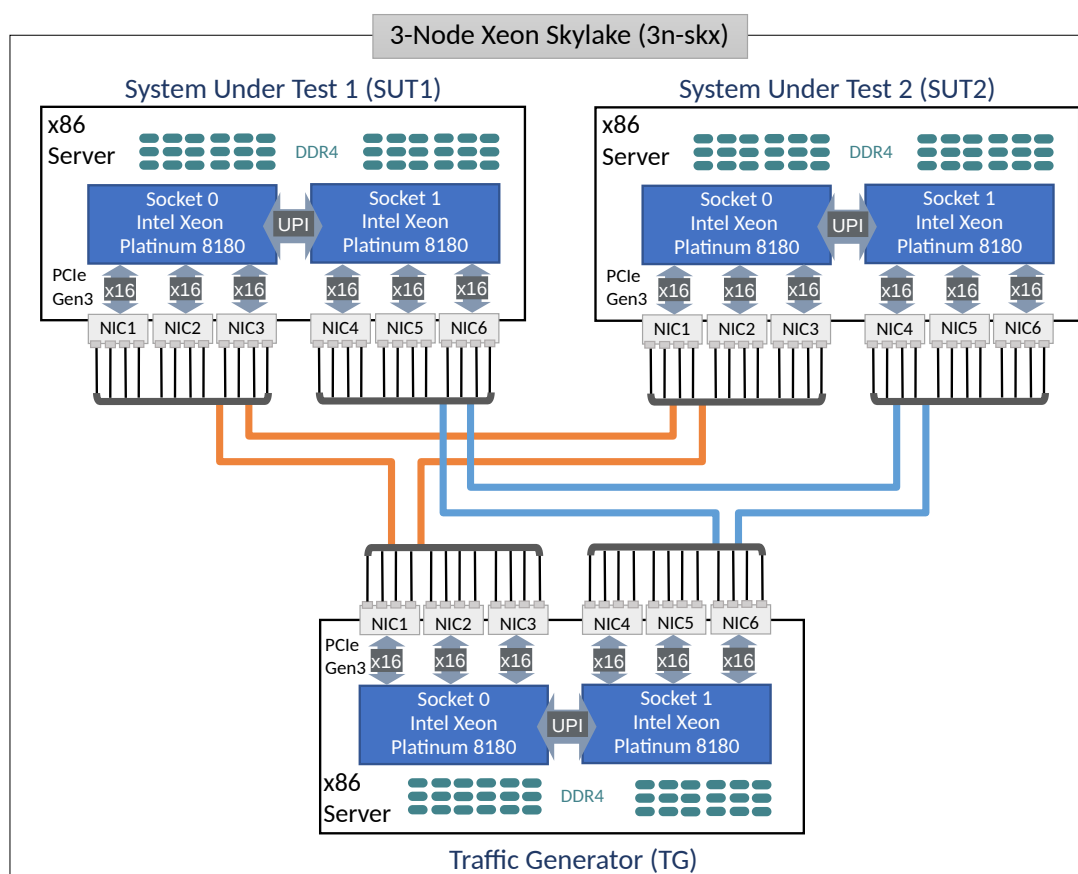 3-Node Xeon Skylake (3n-skx)
System Under Test 1 (SUT1)
x86
Server
DDR4
Socket 0
Intel Xeon
Platinum 8180
UPI
Socket 1
Intel Xeon
Platinum 8180
PCIe
Gen3
x16
x16
x16
x16
x16
x16
NIC1
NIC2
NIC3
NIC4
NIC5
NIC6
System Under Test 2 (SUT2)
x86
Server
DDR4
Socket 0
Intel Xeon
Platinum 8180
UPI
Socket 1
Intel Xeon
Platinum 8180
PCIe
Gen3
x16
x16
x16
x16
x16
x16
NIC1
NIC2
NIC3
NIC4
NIC5
NIC6
NIC1
NIC2
NIC3
NIC4
NIC5
NIC6
PCIe
Gen3
x16
x16
x16
x16
x16
x16
Socket 0
Intel Xeon
Platinum 8180
UPI
Socket 1
Intel Xeon
Platinum 8180
x86
Server
DDR4
Traffic Generator (TG)